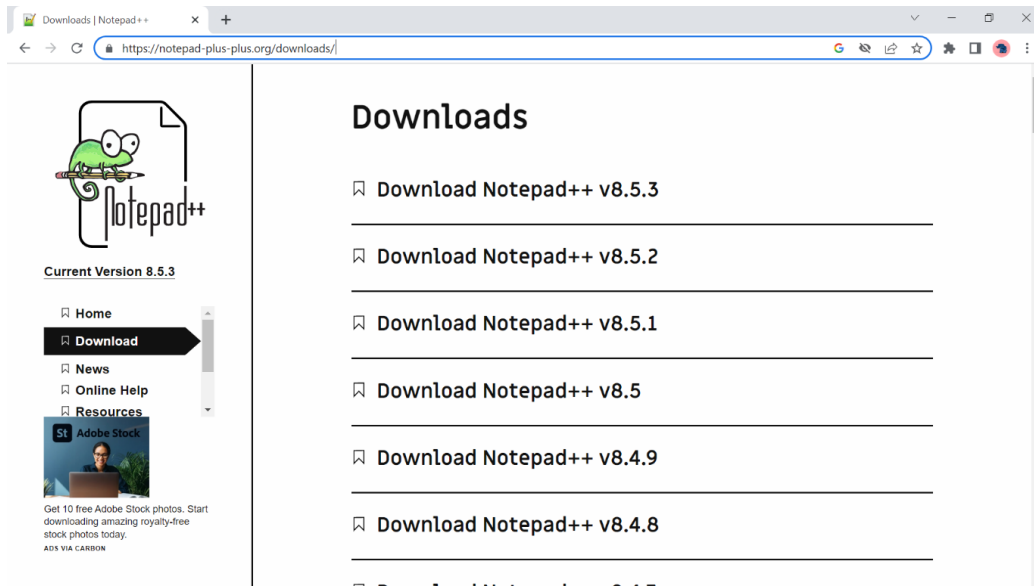 Downloads | Notepad++
https://notepad-plus-plus.org/downloads/
Notepad++
Current Version 8.5.3
Home
Download
News
Online Help
Resources
St Adobe Stock
Get 10 free Adobe Stock photos. Start
downloading amazing royalty-free
stock photos today.
ADS VIA CARBON
Downloads
Download Notepad++ v8.5.3
Download Notepad++ v8.5.2
Download Notepad++ v8.5.1
Download Notepad++ v8.5
Download Notepad++ v8.4.9
Download Notepad++ v8.4.8